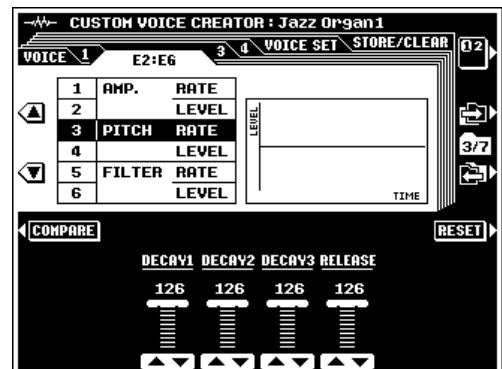 CUSTOM VOICE CREATOR : Jazz Organ1
VOICE 1 E2:EG 3 4 VOICE SET STORE/CLEAR
1 2
1 AMP. RATE
2 LEVEL
3 PITCH RATE
4 LEVEL
5 FILTER RATE
6 LEVEL
LEVEL
TIME
3/7
COMPARE
RESET
DECAY1 DECAY2 DECAY3 RELEASE
126 126 126 126